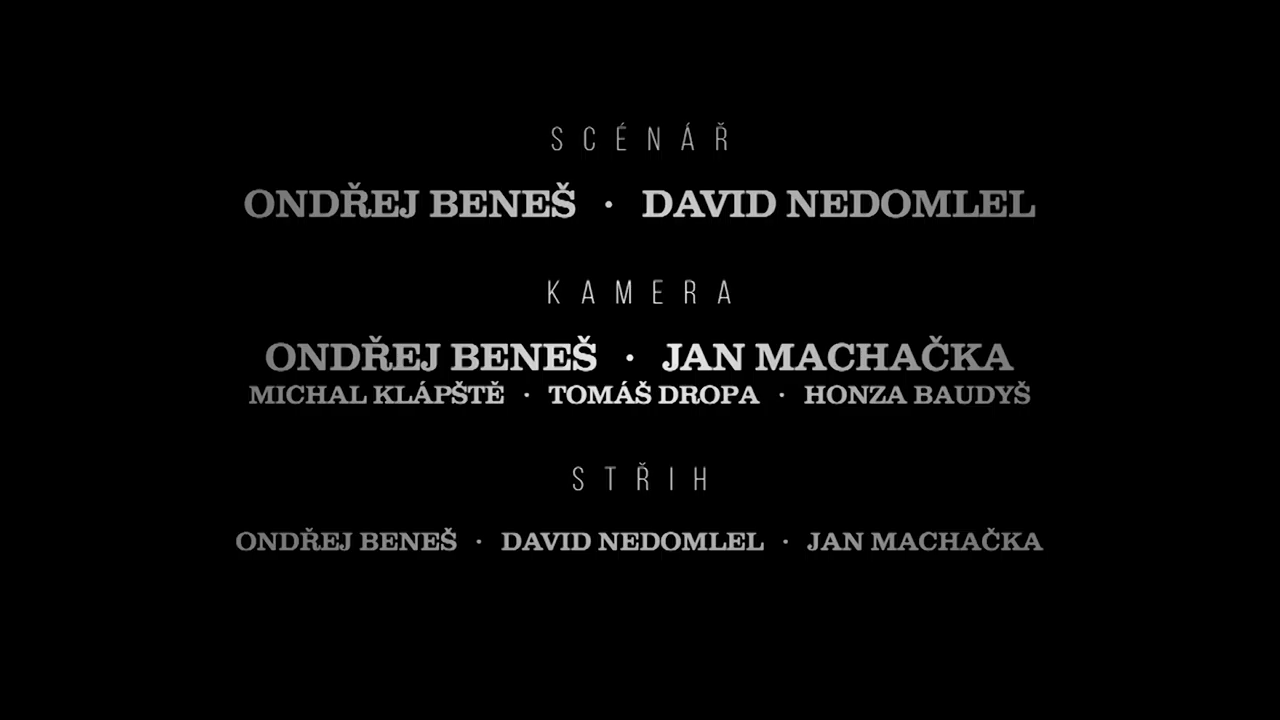 SCÉNÁŘ
ONDŘEJ BENEŠ · DAVID NEDOMLEL
KAMERA
ONDŘEJ BENEŠ · JAN MACHAČKA
MICHAL KLÁPŠTĚ · TOMÁŠ DROPA · HONZA BAUDYŠ
STŘIH
ONDŘEJ BENEŠ · DAVID NEDOMLEL · JAN MACHAČKA